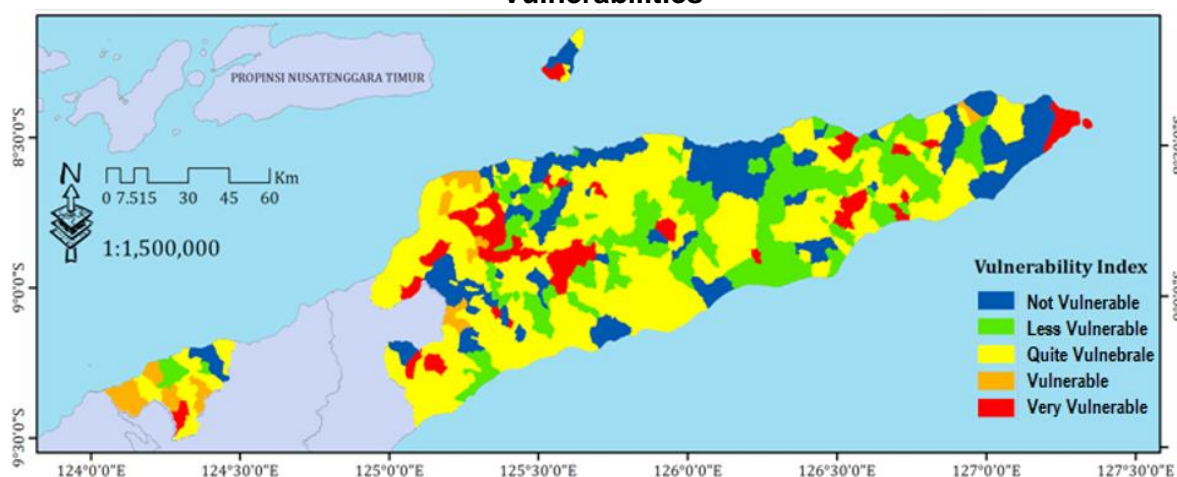 Vulnerabilities
PROPINSI NUSATENGGARA TIMUR
N
Km
0 7.515 30 45 60
1:1,500,000
8°30'0"S
9°0'0"S
9°30'0"S
Vulnerability Index
Not Vulnerable
Less Vulnerable
Quite Vulnebrale
Vulnerable
Very Vulnerable
124°0'0"E 124°30'0"E 125°0'0"E 125°30'0"E 126°0'0"E 126°30'0"E 127°0'0"E 127°30'0"E